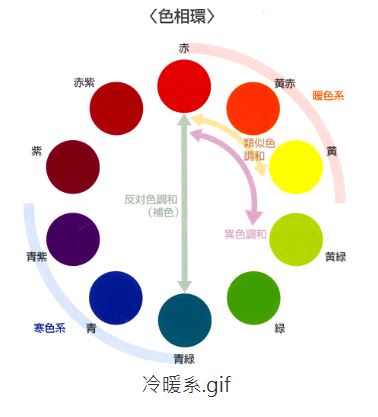 〈色相環〉
赤
赤紫
黄赤
暖色系
紫
類似色
調和
黄
反対色調和
（補色）
異色調和
青紫
黄緑
寒色系
青
緑
青緑
冷暖系.gif